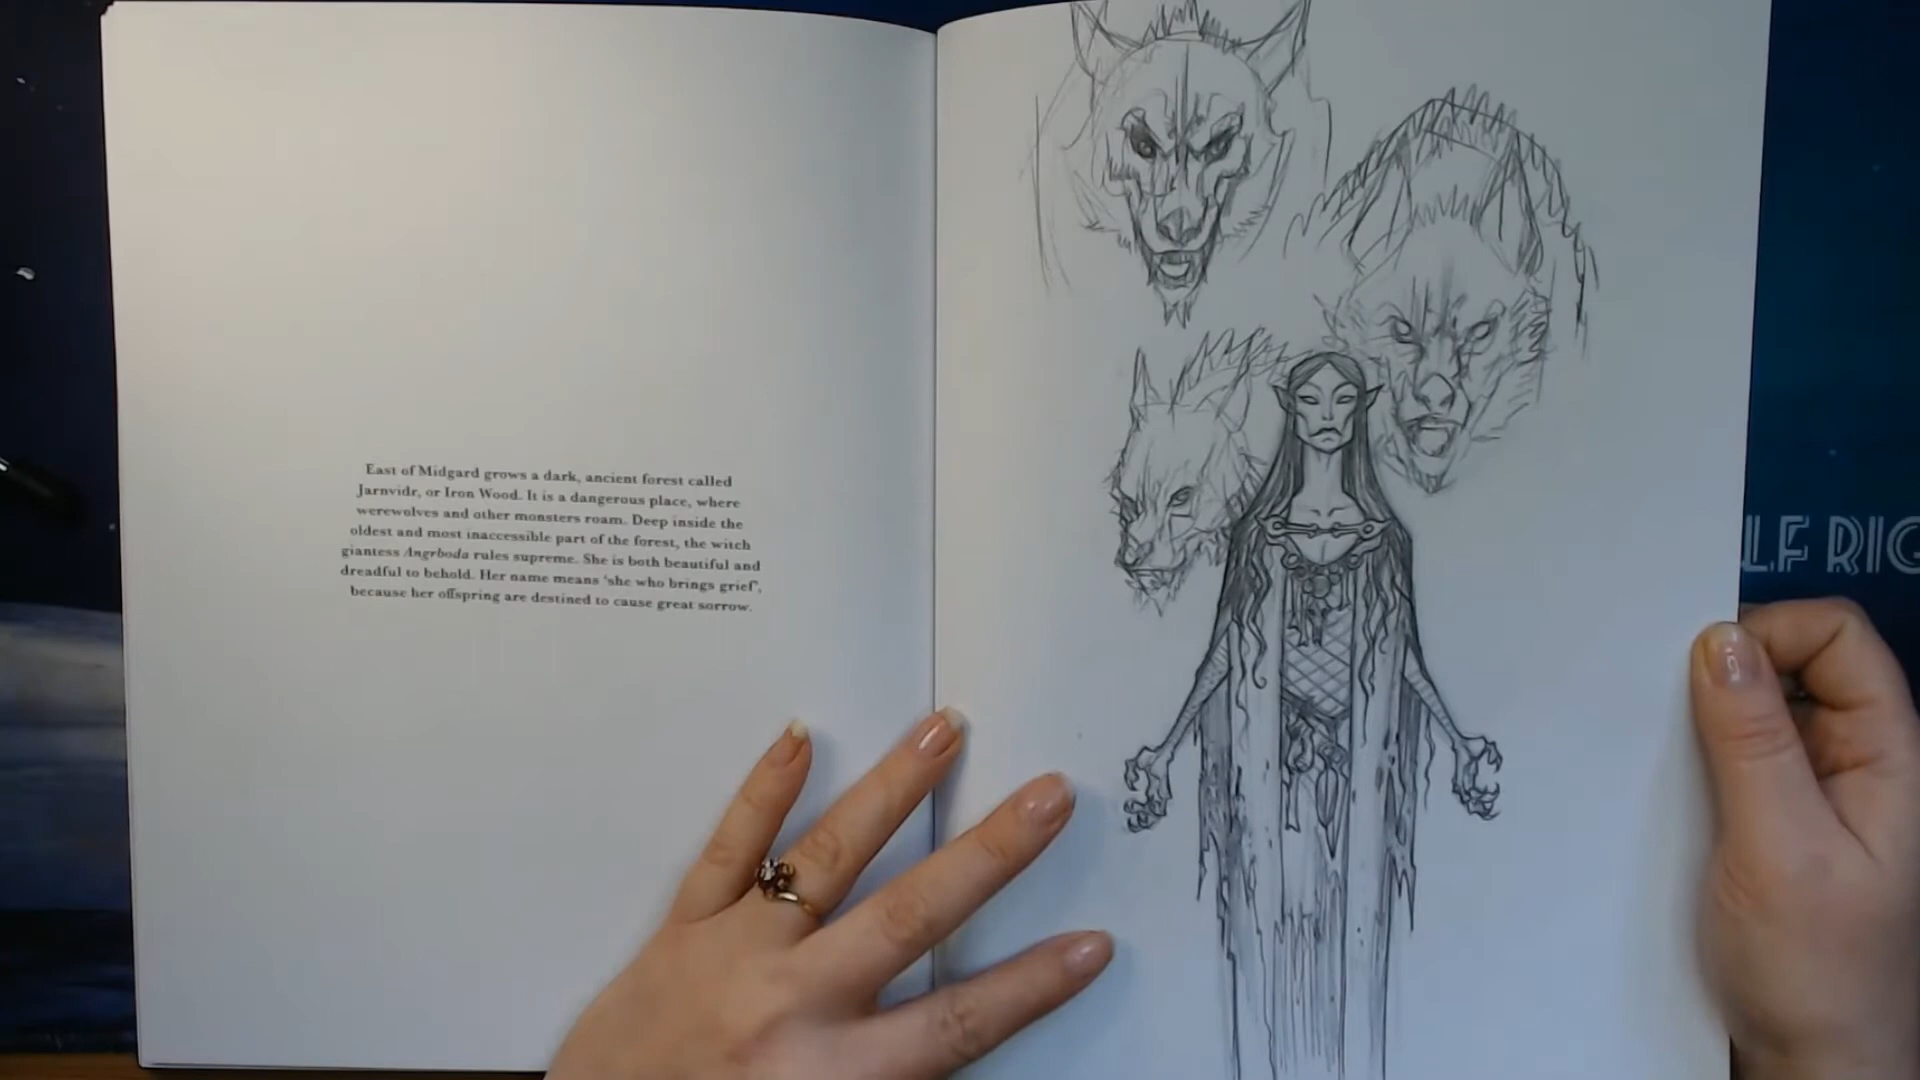 East of Midgard grows a dark, ancient forest called
Jarnvidr, or Iron Wood. It is a dangerous place, where
werewolves and other monsters roam. Deep inside the
oldest and most inaccessible part of the forest, the witch
giantess Angrboda rules supreme. She is both beautiful and
dreadful to behold. Her name means ‘she who brings grief’,
because her offspring are destined to cause great sorrow.
LF RIG